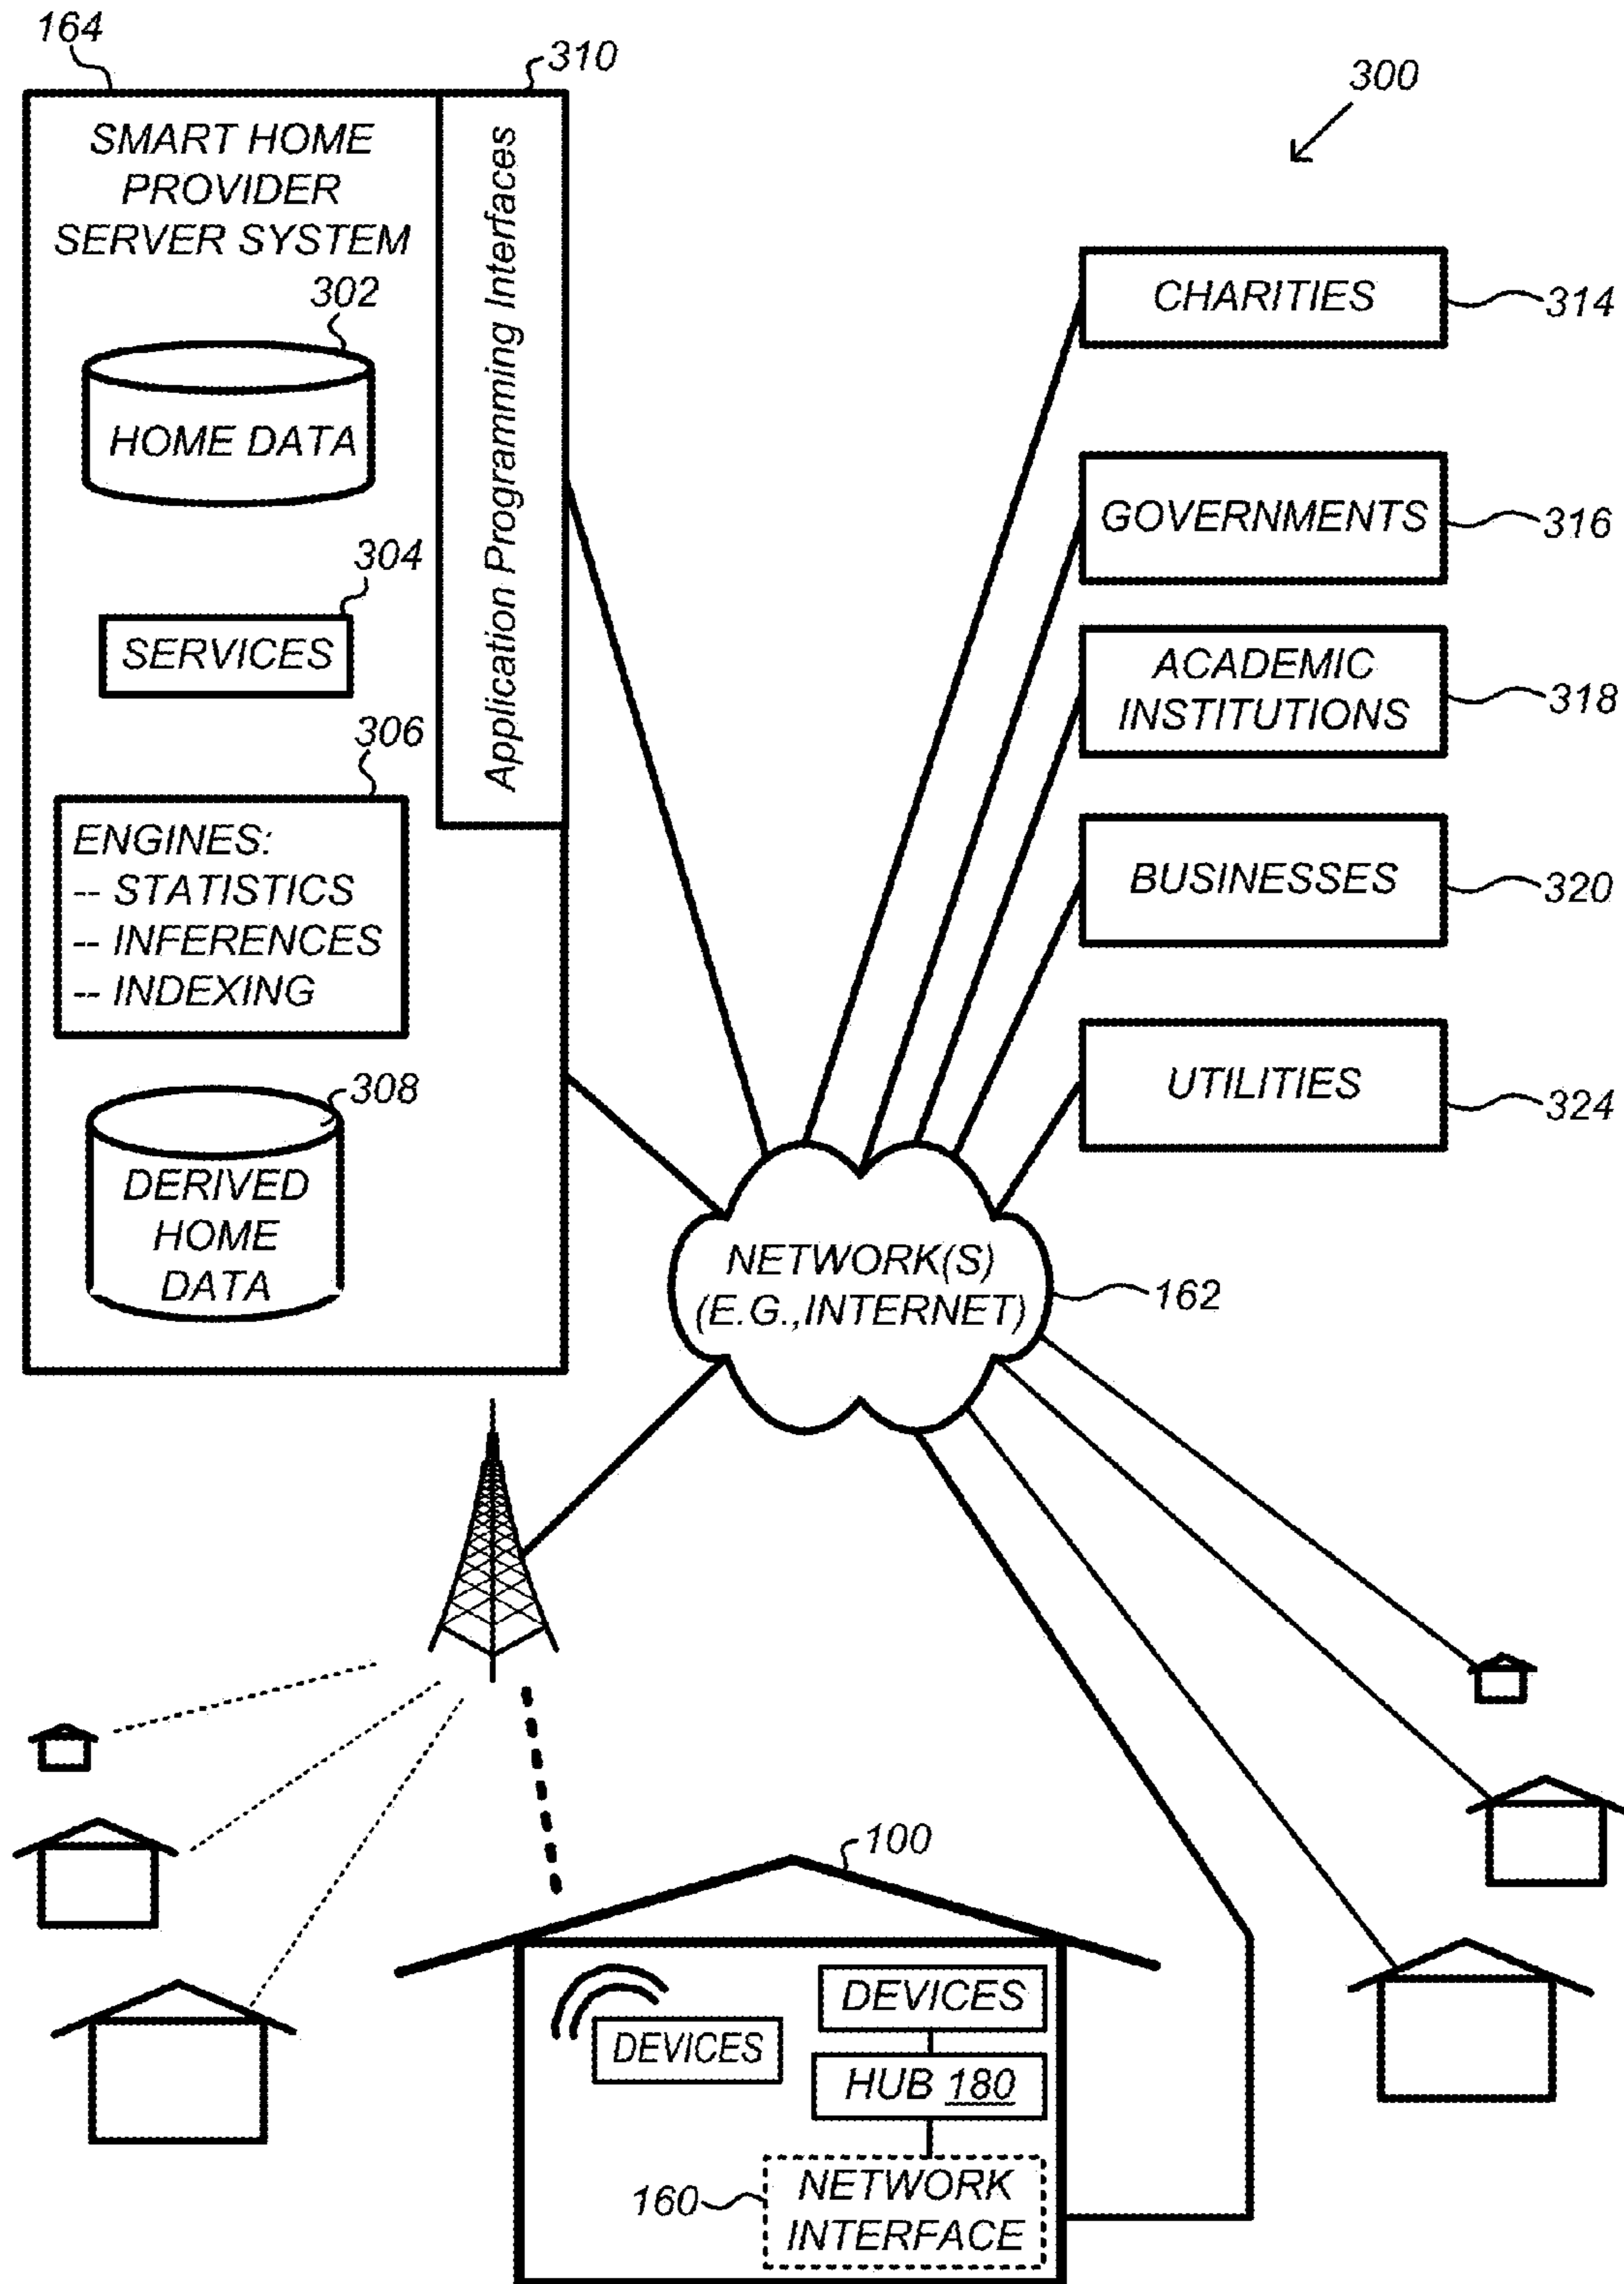 164
310
300
SMART HOME
PROVIDER
SERVER SYSTEM
Application Programming Interfaces
302
HOME DATA
304
SERVICES
306
ENGINES:
-- STATISTICS
-- INFERENCES
-- INDEXING
308
DERIVED
HOME
DATA
CHARITIES
314
GOVERNMENTS
316
ACADEMIC
INSTITUTIONS
318
BUSINESSES
320
UTILITIES
324
NETWORK(S)
(E.G.,INTERNET)
162
100
DEVICES
DEVICES
HUB 180
160
NETWORK
INTERFACE